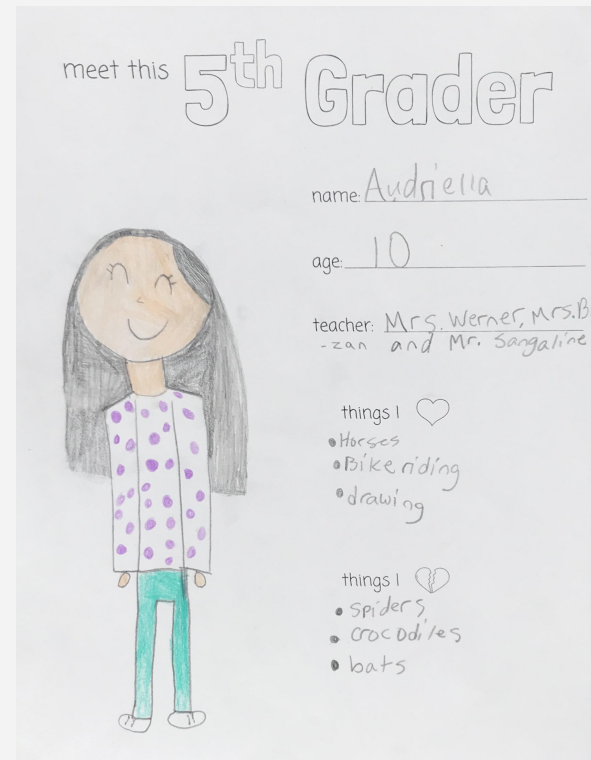 meet this 5th Grader
name: Audriella
age: 10
teacher: Mrs. Werner, Mrs.B
-zan and Mr. Sangaline
things I
• Horses
• Bike riding
• drawing
things I
• spiders
• crocodiles
• bats